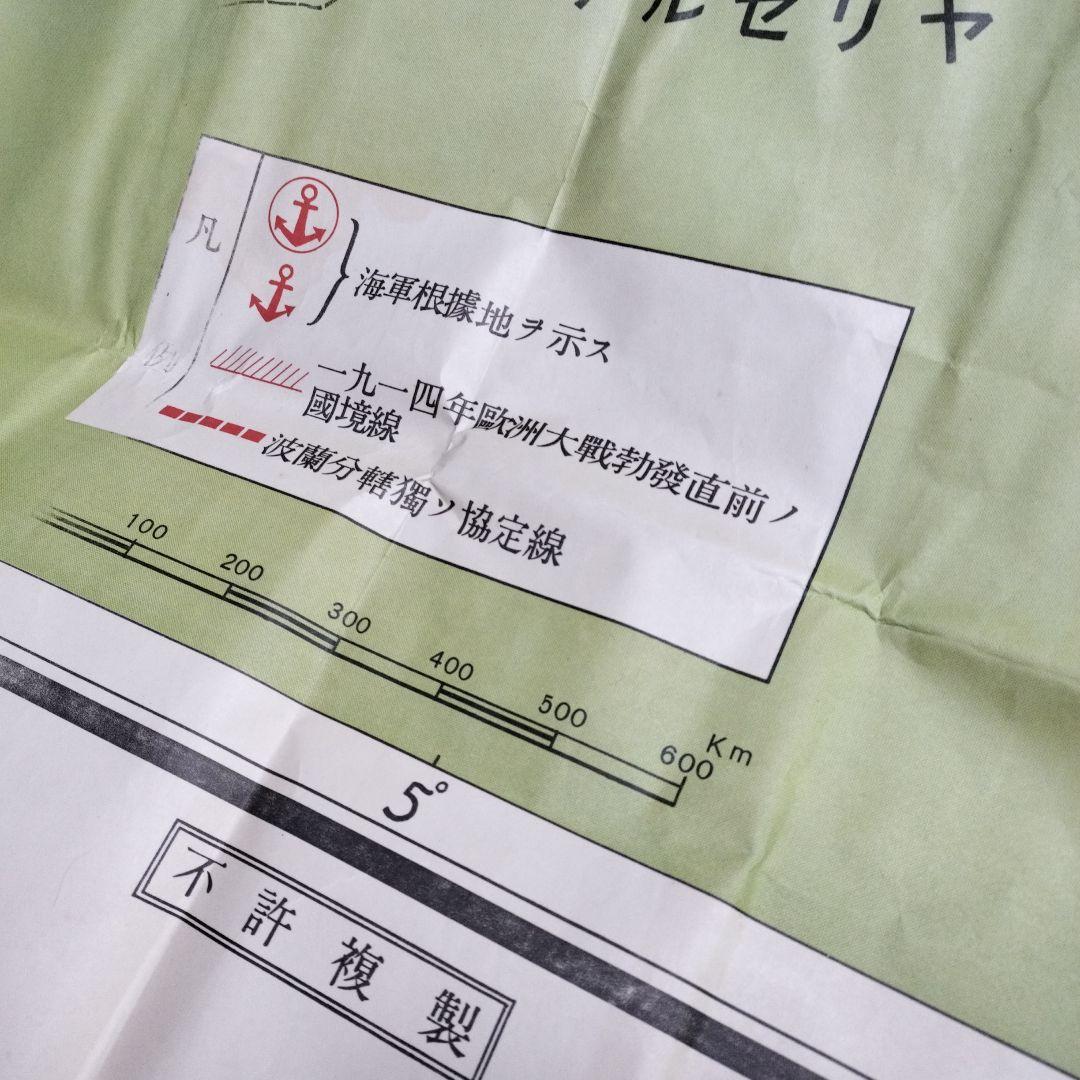 ルゼリヤ
凡例
海軍根據地ヲ示ス
一九一四年歐洲大戰勃發直前ノ
國境線
波蘭分轄獨ソ協定線
100 200 300 400 500 600 Km
5°
不許複製